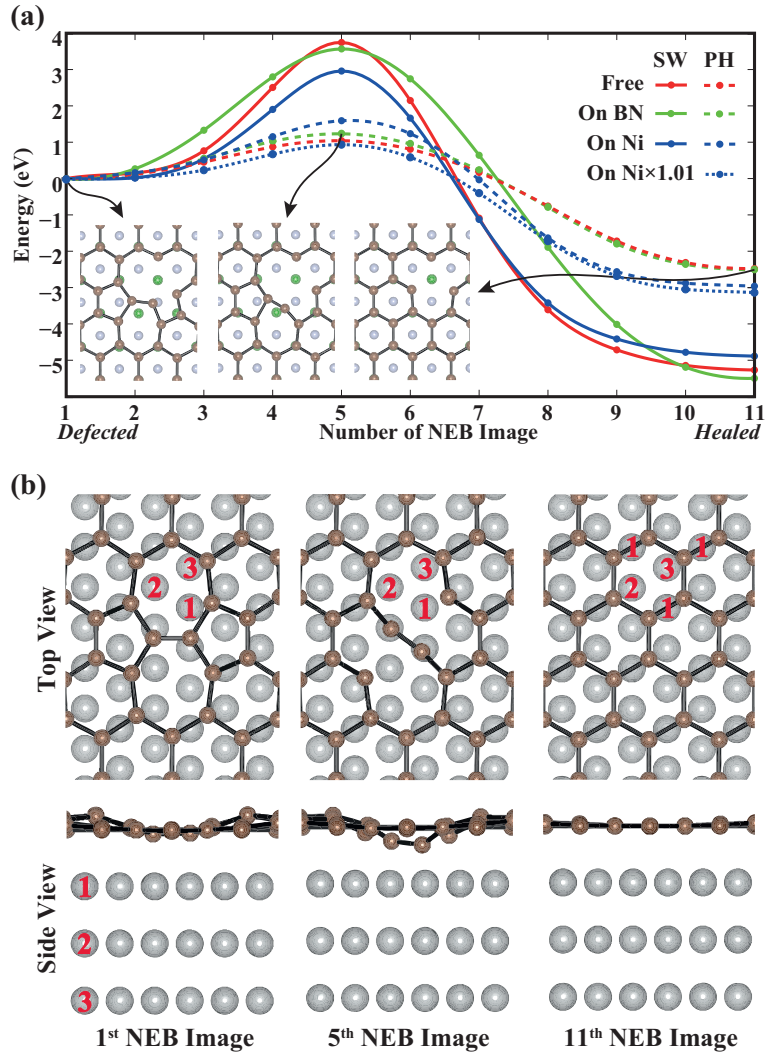 (a)
Energy (eV)
4
3
2
1
0
−1
−2
−3
−4
−5
SW PH
Free
On BN
On Ni
On Ni×1.01
1 2 3 4 5 6 7 8 9 10 11
Defected Number of NEB Image Healed
(b)
Top View
3
2
1
3
2
1
1 1
3
2
1
Side View
1
2
3
1st NEB Image 5th NEB Image 11th NEB Image